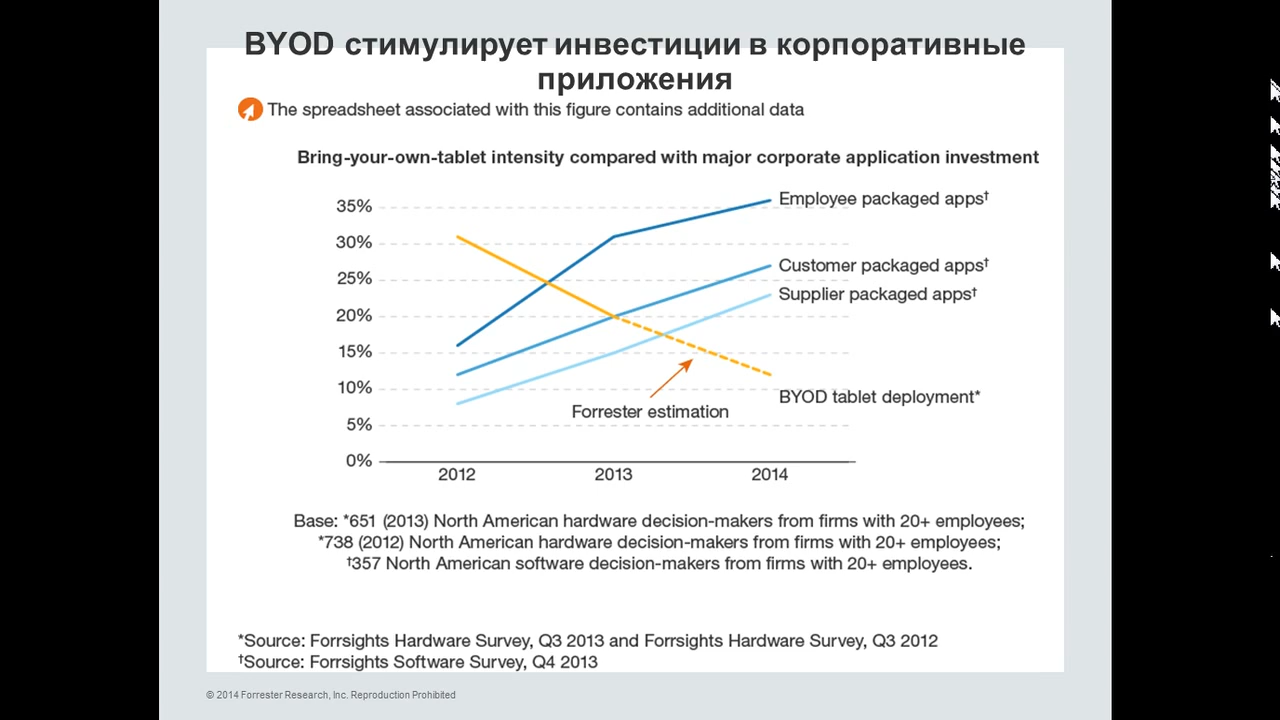 BYOD стимулирует инвестиции в корпоративные
приложения
The spreadsheet associated with this figure contains additional data
Bring-your-own-tablet intensity compared with major corporate application investment
35%
30%
25%
20%
15%
10%
5%
0%
Employee packaged apps†
Customer packaged apps†
Supplier packaged apps†
BYOD tablet deployment*
Forrester estimation
2012 2013 2014
Base: *651 (2013) North American hardware decision-makers from firms with 20+ employees;
*738 (2012) North American hardware decision-makers from firms with 20+ employees;
†357 North American software decision-makers from firms with 20+ employees.
*Source: Forrsights Hardware Survey, Q3 2013 and Forrsights Hardware Survey, Q3 2012
†Source: Forrsights Software Survey, Q4 2013
© 2014 Forrester Research, Inc. Reproduction Prohibited